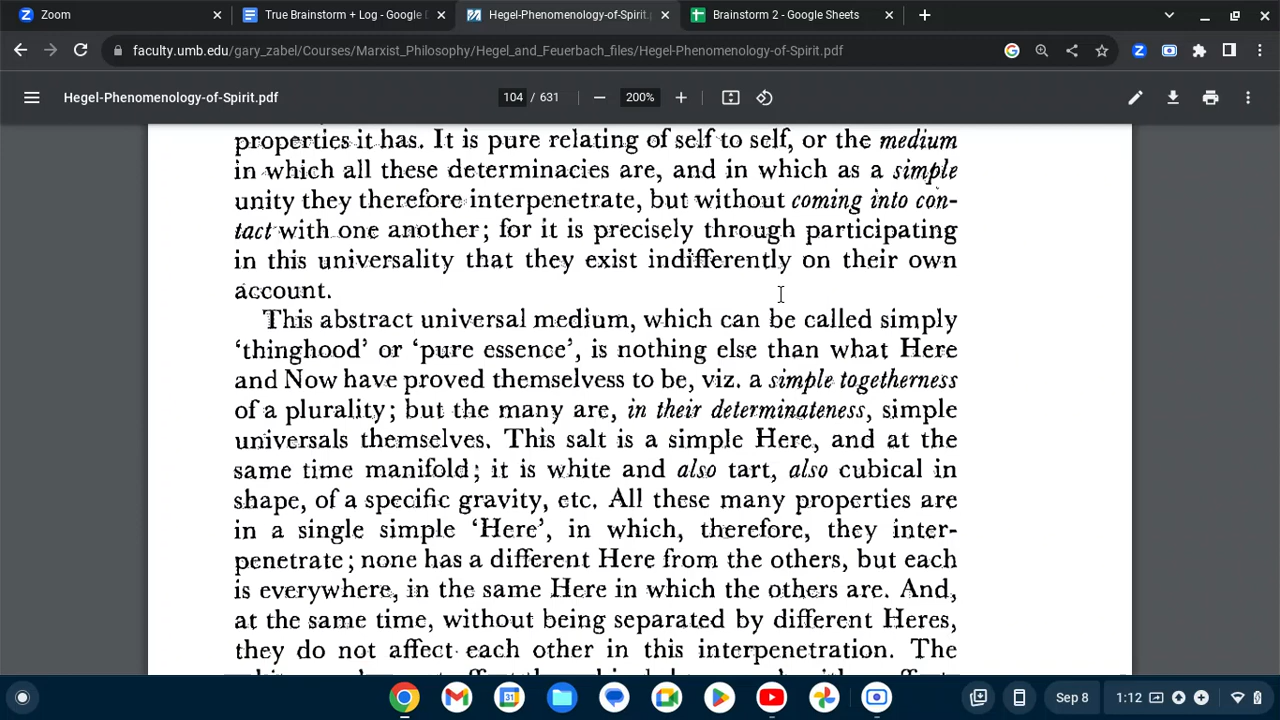 Zoom
True Brainstorm + Log - Google D
Hegel-Phenomenology-of-Spirit.p
Brainstorm 2 - Google Sheets
faculty.umb.edu/gary_zabel/Courses/Marxist_Philosophy/Hegel_and_Feuerbach_files/Hegel-Phenomenology-of-Spirit.pdf
Hegel-Phenomenology-of-Spirit.pdf
104 / 631
200%
properties it has. It is pure relating of self to self, or the medium
in which all these determinacies are, and in which as a simple
unity they therefore interpenetrate, but without coming into con-
tact with one another; for it is precisely through participating
in this universality that they exist indifferently on their own
account.
This abstract universal medium, which can be called simply
‘thinghood’ or ‘pure essence’, is nothing else than what Here
and Now have proved themselvess to be, viz. a simple togetherness
of a plurality; but the many are, in their determinateness, simple
universals themselves. This salt is a simple Here, and at the
same time manifold; it is white and also tart, also cubical in
shape, of a specific gravity, etc. All these many properties are
in a single simple ‘Here’, in which, therefore, they inter-
penetrate; none has a different Here from the others, but each
is everywhere, in the same Here in which the others are. And,
at the same time, without being separated by different Heres,
they do not affect each other in this interpenetration. The
Sep 8
1:12